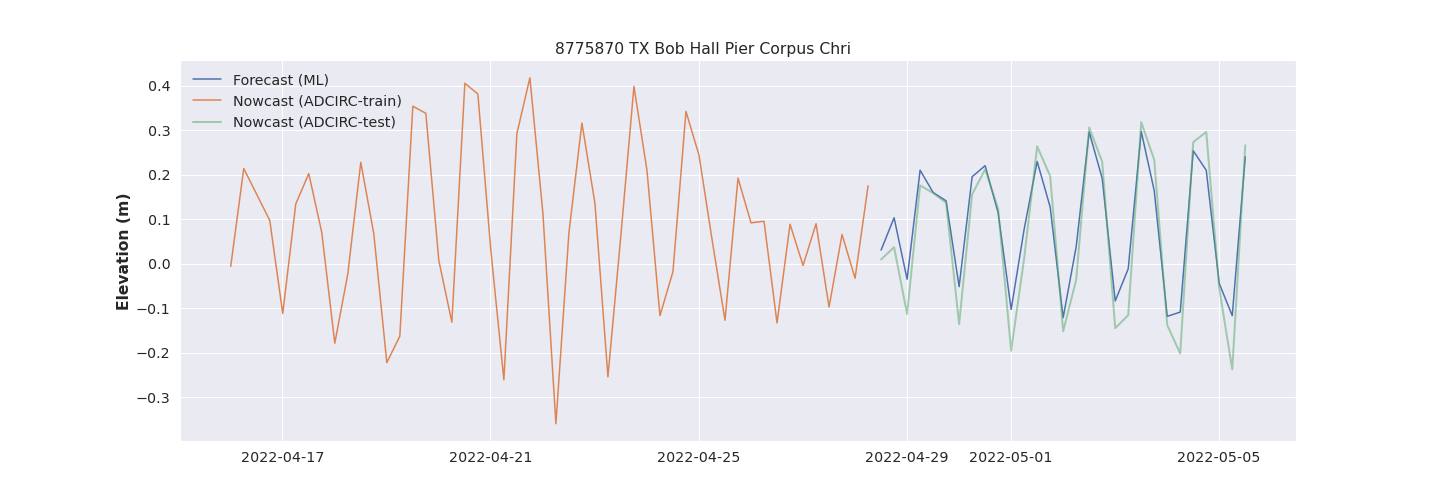 8775870 TX Bob Hall Pier Corpus Chri
Forecast (ML)
Nowcast (ADCIRC-train)
Nowcast (ADCIRC-test)
Elevation (m)
0.4
0.3
0.2
0.1
0.0
−0.1
−0.2
−0.3
2022-04-17
2022-04-21
2022-04-25
2022-04-29
2022-05-01
2022-05-05